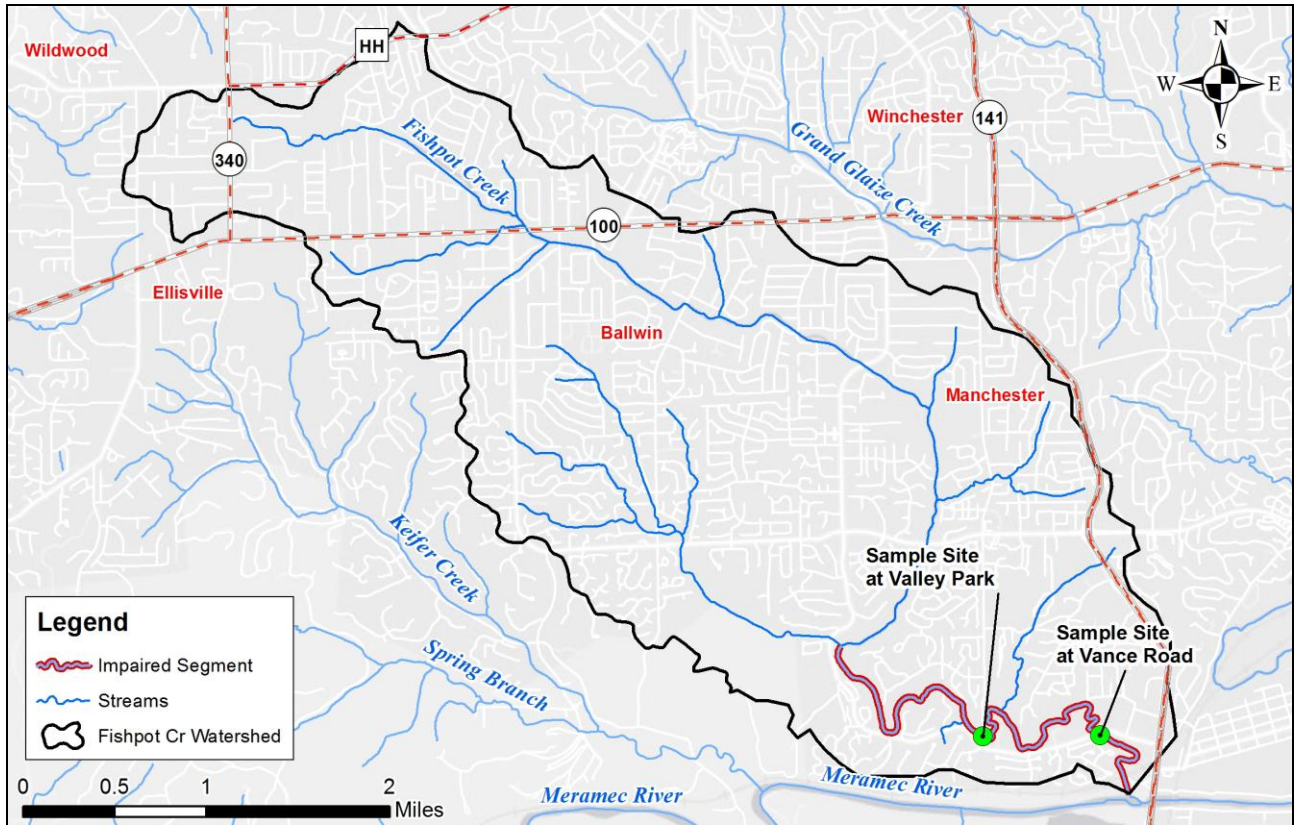 Wildwood
HH
N
W
E
S
340
Fishpot Creek
Winchester
141
Grand Glaize Creek
100
Ellisville
Ballwin
Manchester
Keifer Creek
Sample Site
at Valley Park
Sample Site
at Vance Road
Spring Branch
Meramec River
Meramec River
Legend
Impaired Segment
Streams
Fishpot Cr Watershed
0 0.5 1 2
Miles